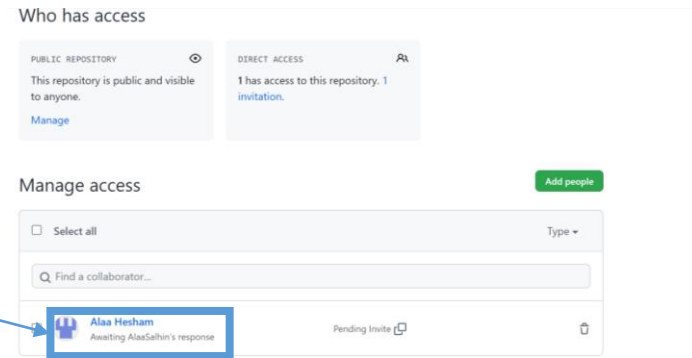 Who has access
PUBLIC REPOSITORY
This repository is public and visible
to anyone.
Manage
DIRECT ACCESS
1 has access to this repository. 1
invitation.
Manage access
Add people
Select all
Type
Find a collaborator...
Alaa Hesham
Awaiting AlaaSalhin's response
Pending Invite